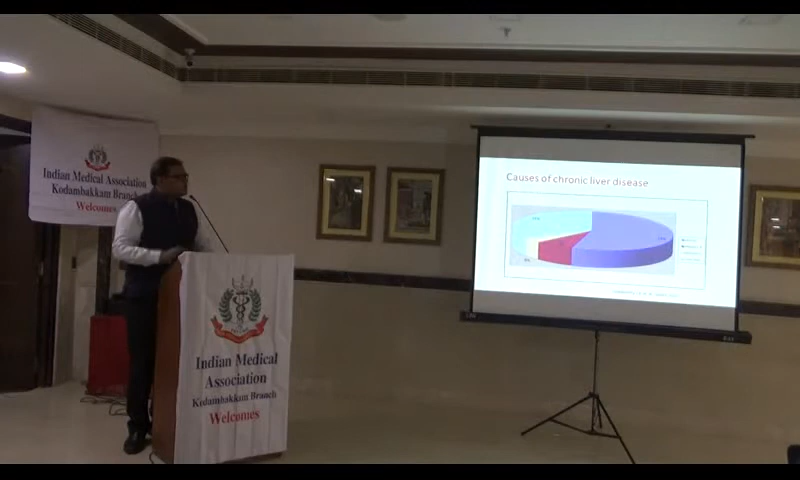 Indian Medical Association
Kodambakkam Branch
Welcomes
Causes of chronic liver disease
Indian Medical
Association
Kodambakkam Branch
Welcomes